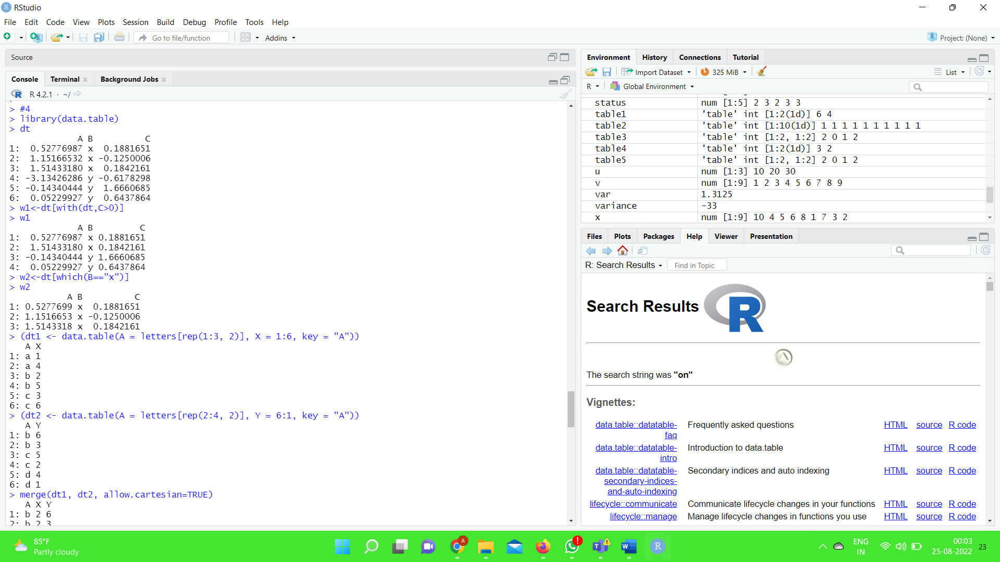 RStudio
File Edit Code View Plots Session Build Debug Profile Tools Help
Go to file/function Addins Project: (None)
Source
Console Terminal Background Jobs
R 4.2.1 · ~/
> #4
> library(data.table)
> dt
A B C
1: 0.52776987 x 0.1881651
2: 1.15166532 x -0.1250006
3: 1.51433180 x 0.1842161
4: -3.13426286 y -0.6178298
5: -0.14340444 y 1.6660685
6: 0.05229927 y 0.6437864
> w1<-dt[with(dt,C>0)]
> w1
A B C
1: 0.52776987 x 0.1881651
2: 1.51433180 x 0.1842161
3: -0.14340444 y 1.6660685
4: 0.05229927 y 0.6437864
> w2<-dt[which(B=="x")]
> w2
A B C
1: 0.5277699 x 0.1881651
2: 1.1516653 x -0.1250006
3: 1.5143318 x 0.1842161
> (dt1 <- data.table(A = letters[rep(1:3, 2)], X = 1:6, key = "A"))
A X
1: a 1
2: a 4
3: b 2
4: b 5
5: c 3
6: c 6
> (dt2 <- data.table(A = letters[rep(2:4, 2)], Y = 6:1, key = "A"))
A Y
1: b 6
2: b 3
3: c 5
4: c 2
5: d 4
6: d 1
> merge(dt1, dt2, allow.cartesian=TRUE)
A X Y
1: b 2 6
2: b 2 3
Environment History Connections Tutorial
Import Dataset 325 MiB List
R Global Environment
status num [1:5] 2 3 2 3 3
table1 'table' int [1:2(1d)] 6 4
table2 'table' int [1:10(1d)] 1 1 1 1 1 1 1 1 1 1
table3 'table' int [1:2, 1:2] 2 0 1 2
table4 'table' int [1:2(1d)] 3 2
table5 'table' int [1:2, 1:2] 2 0 1 2
u num [1:3] 10 20 30
v num [1:9] 1 2 3 4 5 6 7 8 9
var 1.3125
variance -33
x num [1:9] 10 4 5 6 8 1 7 3 2
Files Plots Packages Help Viewer Presentation
R: Search Results Find in Topic
Search Results R
The search string was "on"
Vignettes:
data.table::datatable- Frequently asked questions HTML source R code
faq
data.table::datatable- Introduction to data.table HTML source R code
intro
data.table::datatable- Secondary indices and auto indexing HTML source R code
secondary-indices-
and-auto-indexing
lifecycle::communicate Communicate lifecycle changes in your functions HTML source R code
lifecycle::manage Manage lifecycle changes in functions you use HTML source R code
85°F
Partly cloudy
ENG
IN
00:03
25-08-2022
23